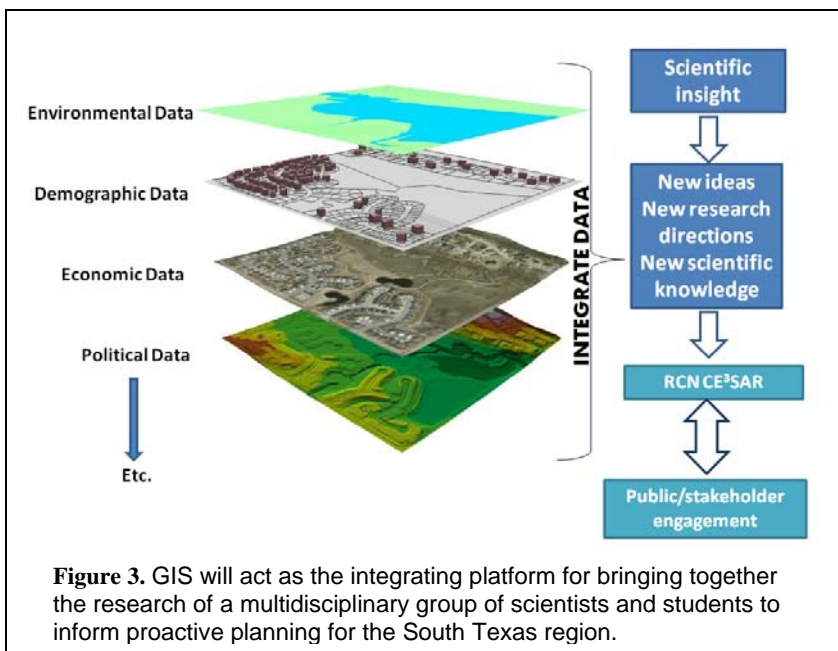 Environmental Data
Demographic Data
Economic Data
Political Data
Etc.
INTEGRATE DATA
Scientific
insight
New ideas
New research
directions
New scientific
knowledge
RCN CE³SAR
Public/stakeholder
engagement
Figure 3. GIS will act as the integrating platform for bringing together
the research of a multidisciplinary group of scientists and students to
inform proactive planning for the South Texas region.